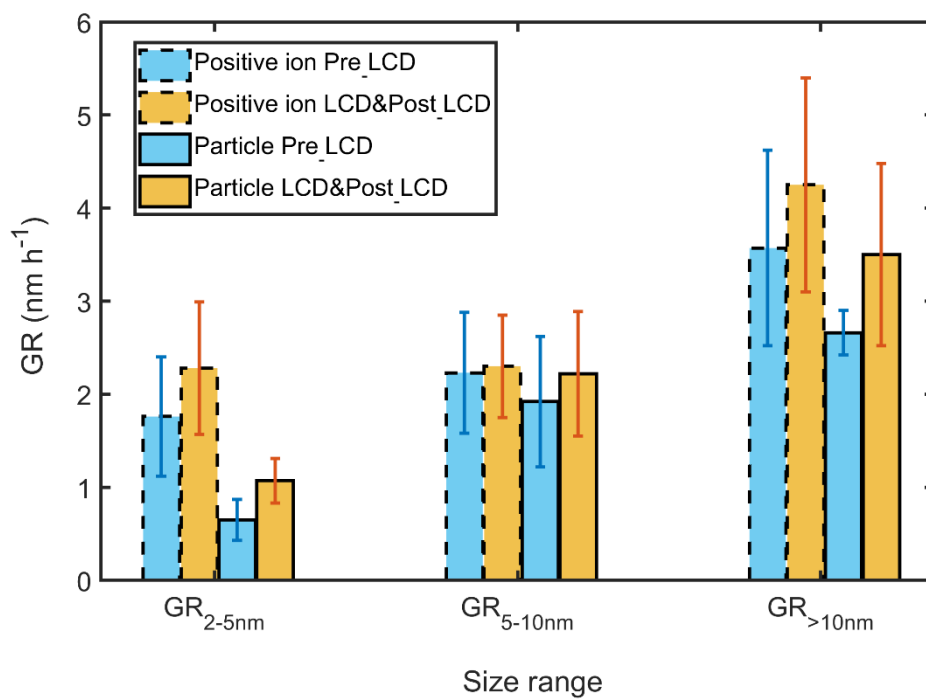 6
5
4
3
2
1
0
GR (nm h-1)
Positive ion Pre_LCD
Positive ion LCD&Post_LCD
Particle Pre_LCD
Particle LCD&Post_LCD
GR2-5nm GR5-10nm GR>10nm
Size range